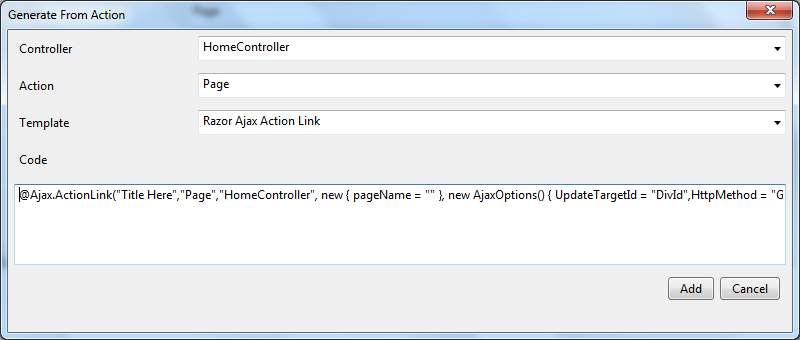 Generate From Action
Page
Controller HomeController
Action Page
Template Razor Ajax Action Link
Code
@Ajax.ActionLink("Title Here","Page","HomeController", new { pageName = "" }, new AjaxOptions() { UpdateTargetId = "DivId",HttpMethod = "G
Add Cancel